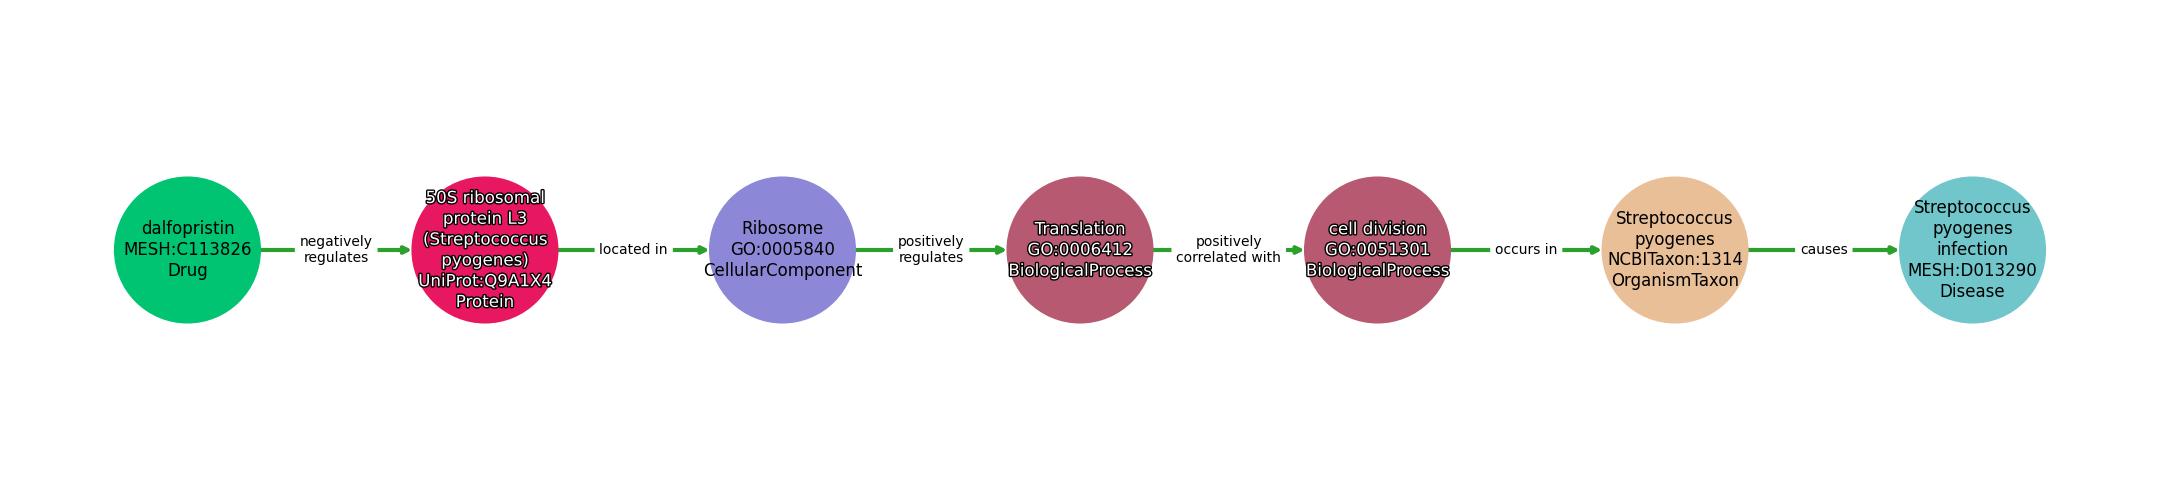 dalfopristin
MESH:C113826
Drug
negatively
regulates
50S ribosomal
protein L3
(Streptococcus
pyogenes)
UniProt:Q9A1X4
Protein
located in
Ribosome
GO:0005840
CellularComponent
positively
regulates
Translation
GO:0006412
BiologicalProcess
positively
correlated with
cell division
GO:0051301
BiologicalProcess
occurs in
Streptococcus
pyogenes
NCBITaxon:1314
OrganismTaxon
causes
Streptococcus
pyogenes
infection
MESH:D013290
Disease